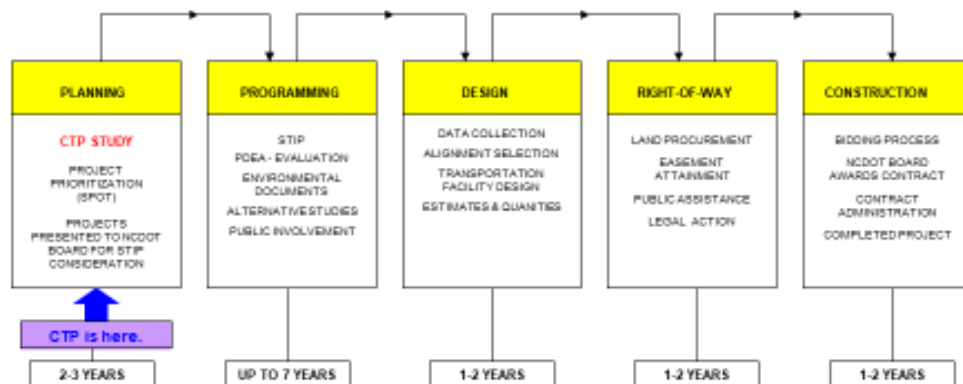 PLANNING
CTP STUDY
PROJECT
PRIORITIZATION
(SPOT)
PROJECTS
PRESENTED TO NCDOT
BOARD FOR STIP
CONSIDERATION
CTP is here.
2-3 YEARS
PROGRAMMING
STIP
PDEA - EVALUATION
ENVIRONMENTAL
DOCUMENTS
ALTERNATIVE STUDIES
PUBLIC INVOLVEMENT
UP TO 7 YEARS
DESIGN
DATA COLLECTION
ALIGNMENT SELECTION
TRANSPORTATION
FACILITY DESIGN
ESTIMATES & QUANITIES
1-2 YEARS
RIGHT-OF-WAY
LAND PROCUREMENT
EASEMENT
ATTAINMENT
PUBLIC ASSISTANCE
LEGAL ACTION
1-2 YEARS
CONSTRUCTION
BIDDING PROCESS
NCDOT BOARD
AWARDS CONTRACT
CONTRACT
ADMINISTRATION
COMPLETED PROJECT
1-2 YEARS